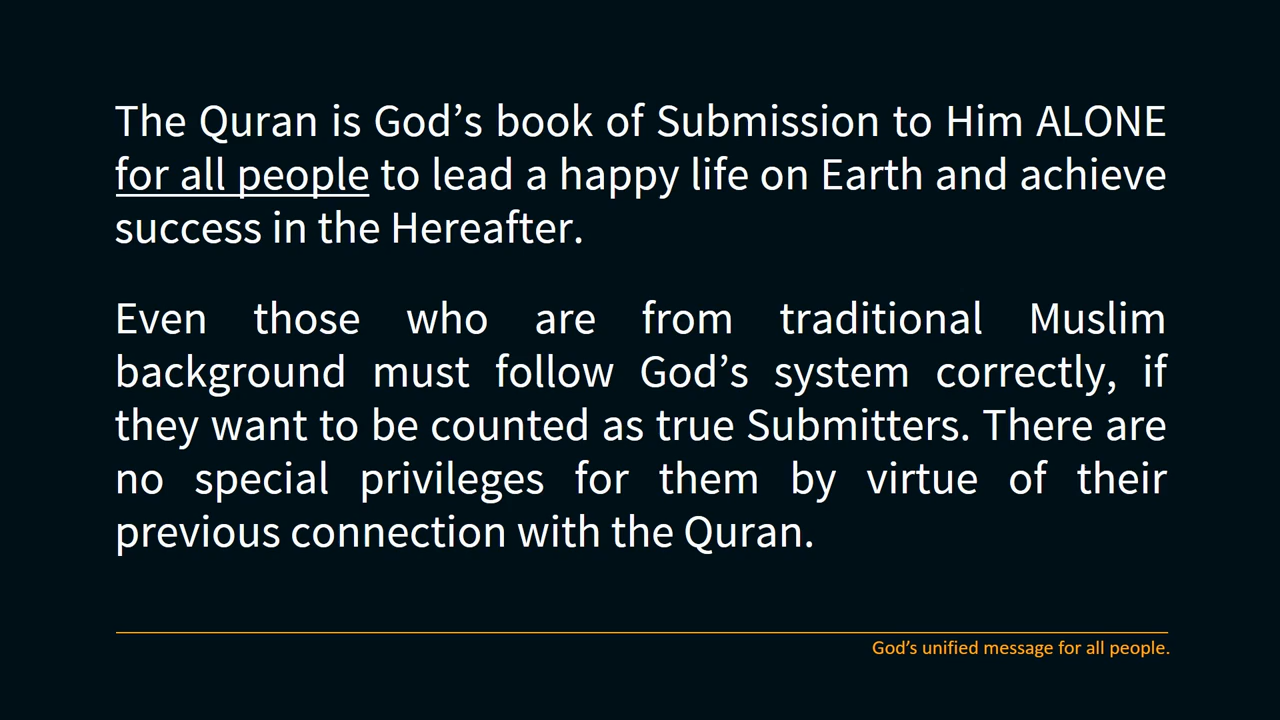 The Quran is God’s book of Submission to Him ALONE
for all people to lead a happy life on Earth and achieve
success in the Hereafter.
Even those who are from traditional Muslim
background must follow God’s system correctly, if
they want to be counted as true Submitters. There are
no special privileges for them by virtue of their
previous connection with the Quran.
God’s unified message for all people.